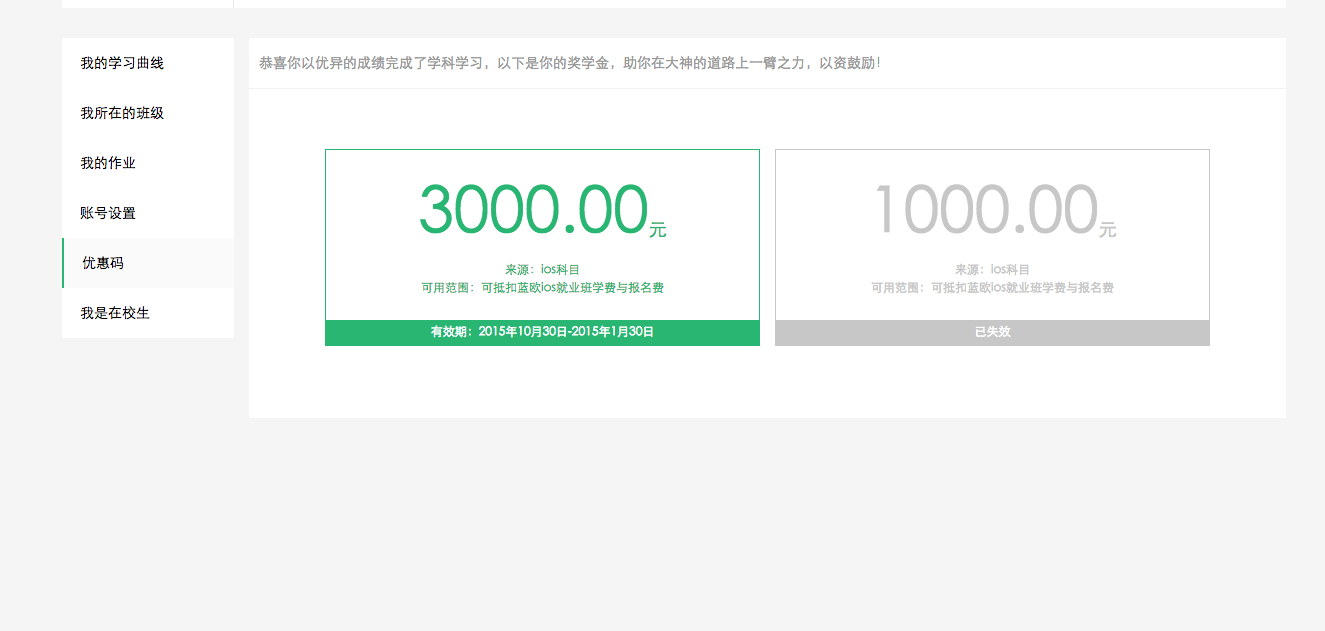 我的学习曲线
我所在的班级
我的作业
账号设置
优惠码
我是在校生
恭喜你以优异的成绩完成了学科学习，以下是你的奖学金，助你在大神的道路上一臂之力，以资鼓励！
3000.00元
来源：ios科目
可用范围：可抵扣蓝欧ios就业班学费与报名费
有效期：2015年10月30日-2015年1月30日
1000.00元
来源：ios科目
可用范围：可抵扣蓝欧ios就业班学费与报名费
已失效